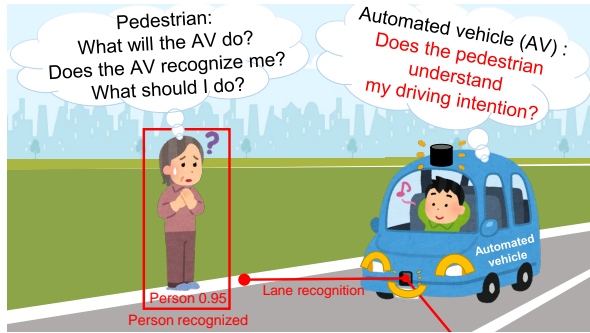 Pedestrian:
What will the AV do?
Does the AV recognize me?
What should I do?
Automated vehicle (AV) :
Does the pedestrian
understand
my driving intention?
?
Automated
vehicle
Person 0.95
Lane recognition
Person recognized